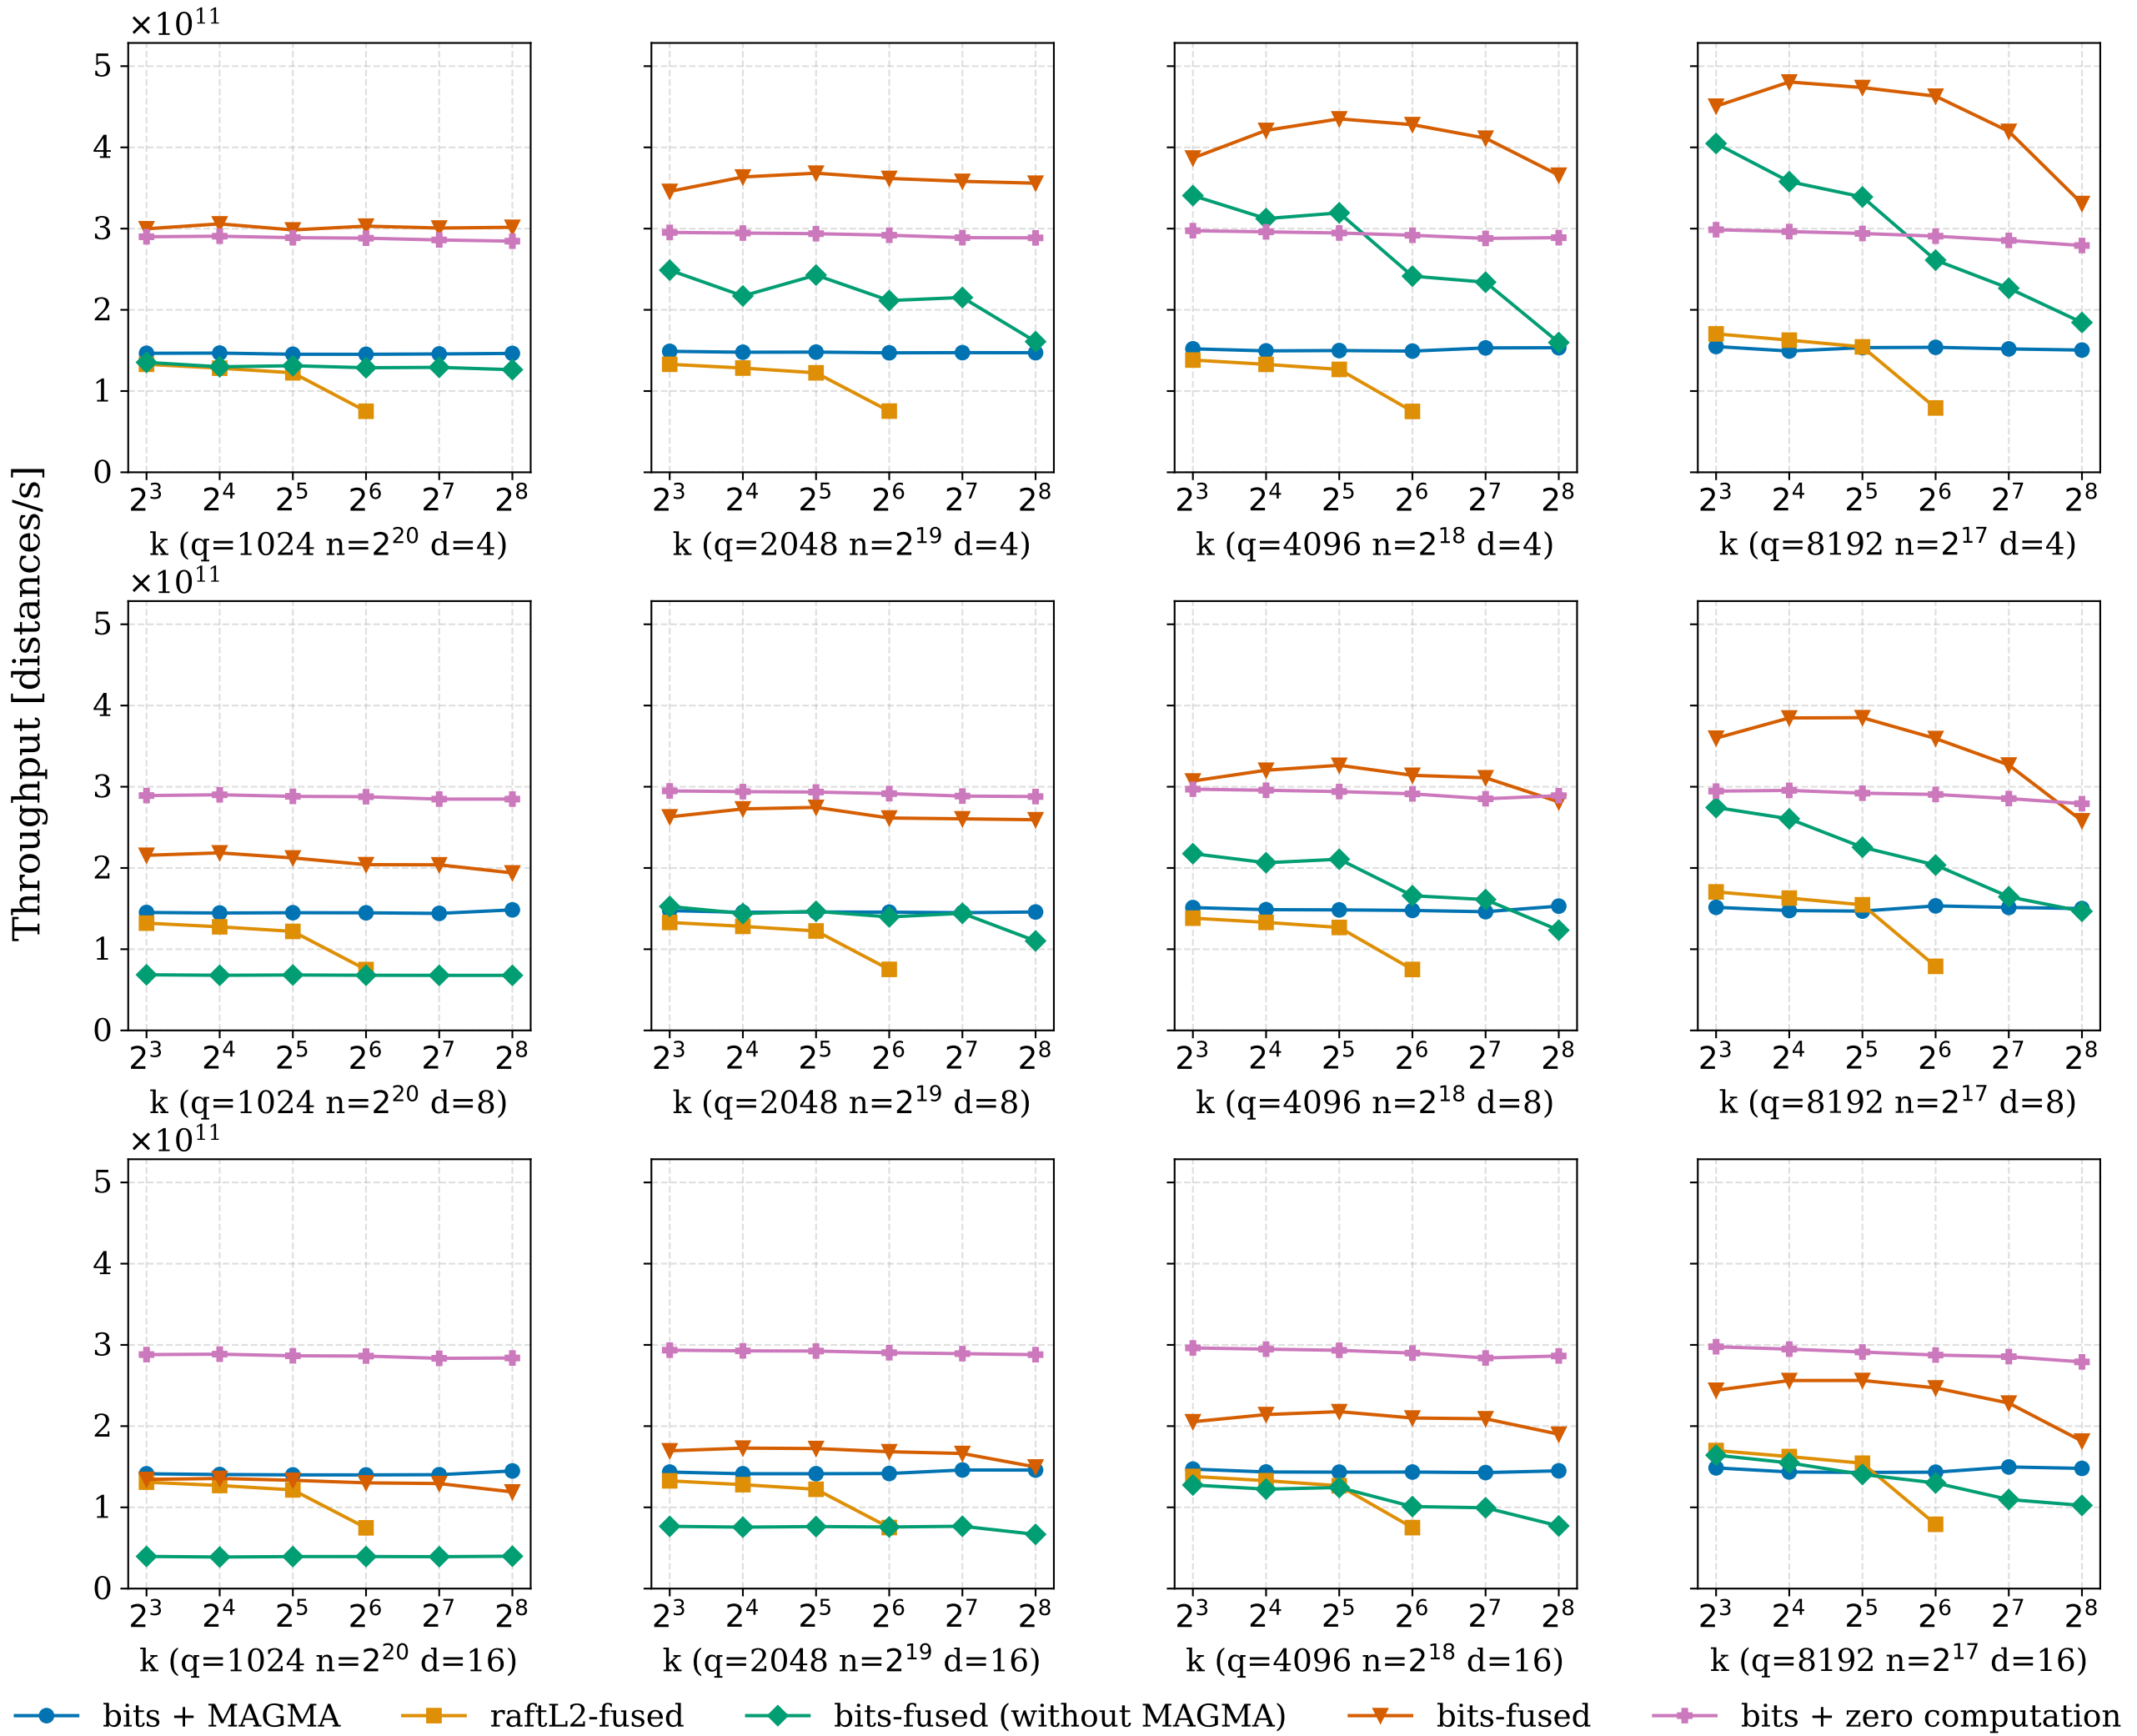 ×10¹¹
5
4
3
2
1
0
2³ 2⁴ 2⁵ 2⁶ 2⁷ 2⁸
2³ 2⁴ 2⁵ 2⁶ 2⁷ 2⁸
2³ 2⁴ 2⁵ 2⁶ 2⁷ 2⁸
2³ 2⁴ 2⁵ 2⁶ 2⁷ 2⁸
k (q=1024 n=2²⁰ d=4)
k (q=2048 n=2¹⁹ d=4)
k (q=4096 n=2¹⁸ d=4)
k (q=8192 n=2¹⁷ d=4)
Throughput [distances/s]
×10¹¹
5
4
3
2
1
0
2³ 2⁴ 2⁵ 2⁶ 2⁷ 2⁸
2³ 2⁴ 2⁵ 2⁶ 2⁷ 2⁸
2³ 2⁴ 2⁵ 2⁶ 2⁷ 2⁸
2³ 2⁴ 2⁵ 2⁶ 2⁷ 2⁸
k (q=1024 n=2²⁰ d=8)
k (q=2048 n=2¹⁹ d=8)
k (q=4096 n=2¹⁸ d=8)
k (q=8192 n=2¹⁷ d=8)
×10¹¹
5
4
3
2
1
0
2³ 2⁴ 2⁵ 2⁶ 2⁷ 2⁸
2³ 2⁴ 2⁵ 2⁶ 2⁷ 2⁸
2³ 2⁴ 2⁵ 2⁶ 2⁷ 2⁸
2³ 2⁴ 2⁵ 2⁶ 2⁷ 2⁸
k (q=1024 n=2²⁰ d=16)
k (q=2048 n=2¹⁹ d=16)
k (q=4096 n=2¹⁸ d=16)
k (q=8192 n=2¹⁷ d=16)
bits + MAGMA
raftL2-fused
bits-fused (without MAGMA)
bits-fused
bits + zero computation